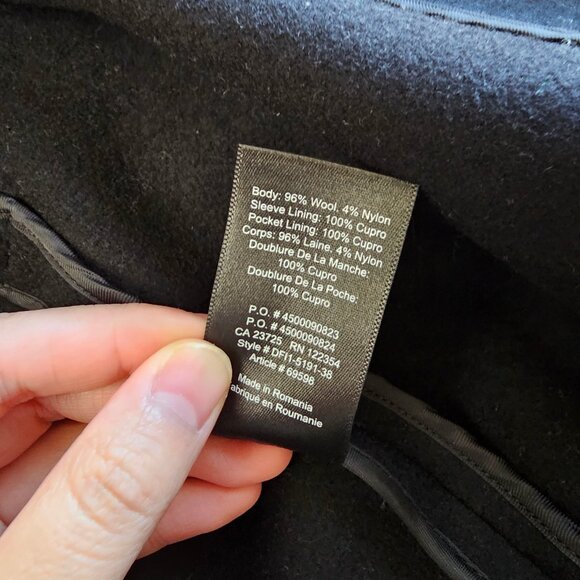 Body: 96% Wool. 4% Nylon
Sleeve Lining: 100% Cupro
Pocket Lining: 100% Cupro
Corps: 96% Laine. 4% Nylon
Doublure De La Manche:
100% Cupro
Doublure De La Poche:
100% Cupro
P.O. # 4500090823
P.O. # 4500090824
CA 23725 RN 122354
Style # DFI1-5191-38
Article # 69598
Made in Romania
Fabriqué en Roumanie